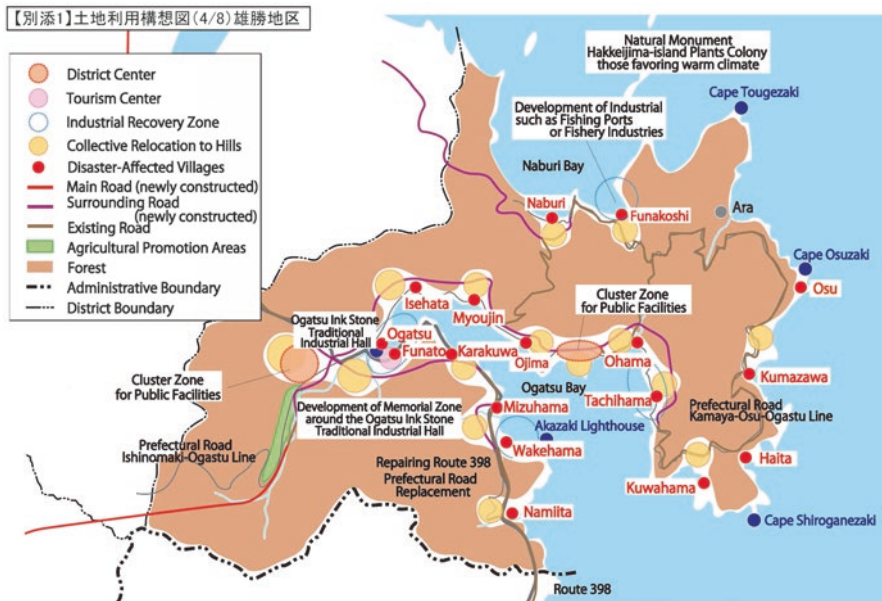 【別添1】土地利用構想図(4/8)雄勝地区
District Center
Tourism Center
Industrial Recovery Zone
Collective Relocation to Hills
Disaster-Affected Villages
Main Road (newly constructed)
Surrounding Road
(newly constructed)
Existing Road
Agricultural Promotion Areas
Forest
Administrative Boundary
District Boundary
Natural Monument
Hakkeijima-island Plants Colony
those favoring warm climate
Cape Tougezaki
Development of Industrial
such as Fishing Ports
or Fishery Industries
Naburi Bay
Naburi
Funakoshi
Ara
Cape Osuzaki
Osu
Isehata
Myoujin
Cluster Zone
for Public Facilities
Ogatsu Ink Stone
Traditional
Industrial Hall
Ogatsu
Funato
Karakuwa
Ojima
Ohama
Cluster Zone
for Public Facilities
Ogatsu Bay
Kumazawa
Tachihama
Development of Memorial Zone
around the Ogatsu Ink Stone
Traditional Industrial Hall
Mizuhama
Prefectural Road
Kamaya-Osu-Ogastu Line
Akazaki Lighthouse
Wakehama
Prefectural Road
Ishinomaki-Ogastu Line
Repairing Route 398
Prefectural Road
Replacement
Haita
Kuwahama
Namiita
Cape Shiroganezaki
Route 398